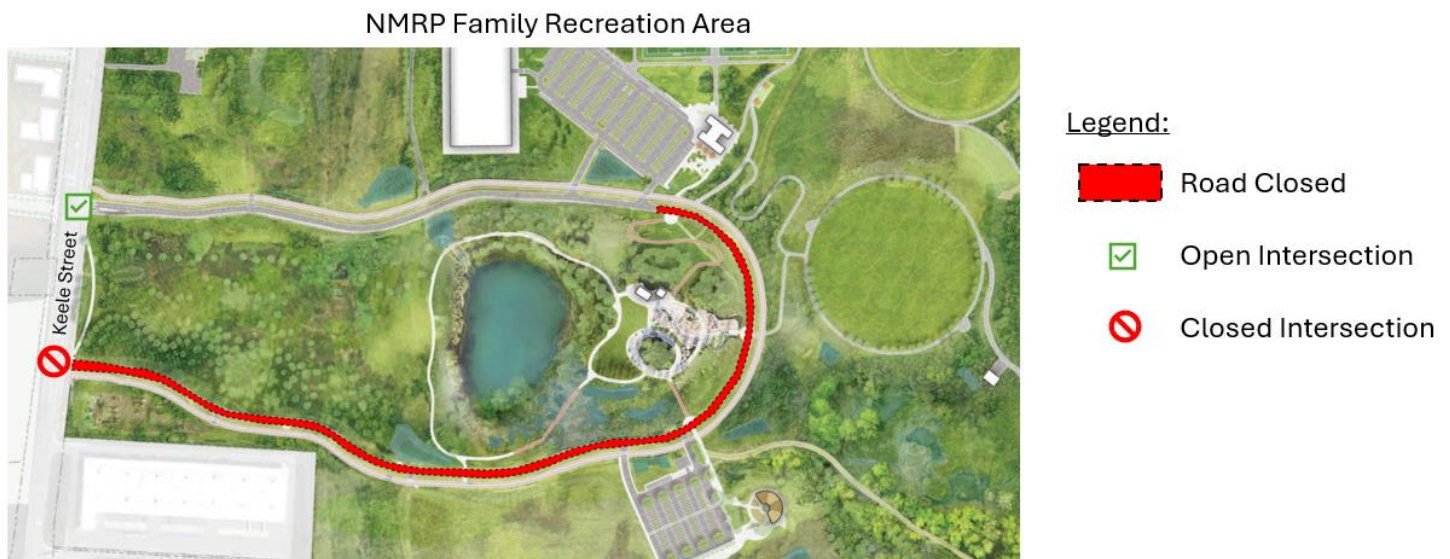 NMRP Family Recreation Area
Keele Street
Legend:
Road Closed
Open Intersection
Closed Intersection